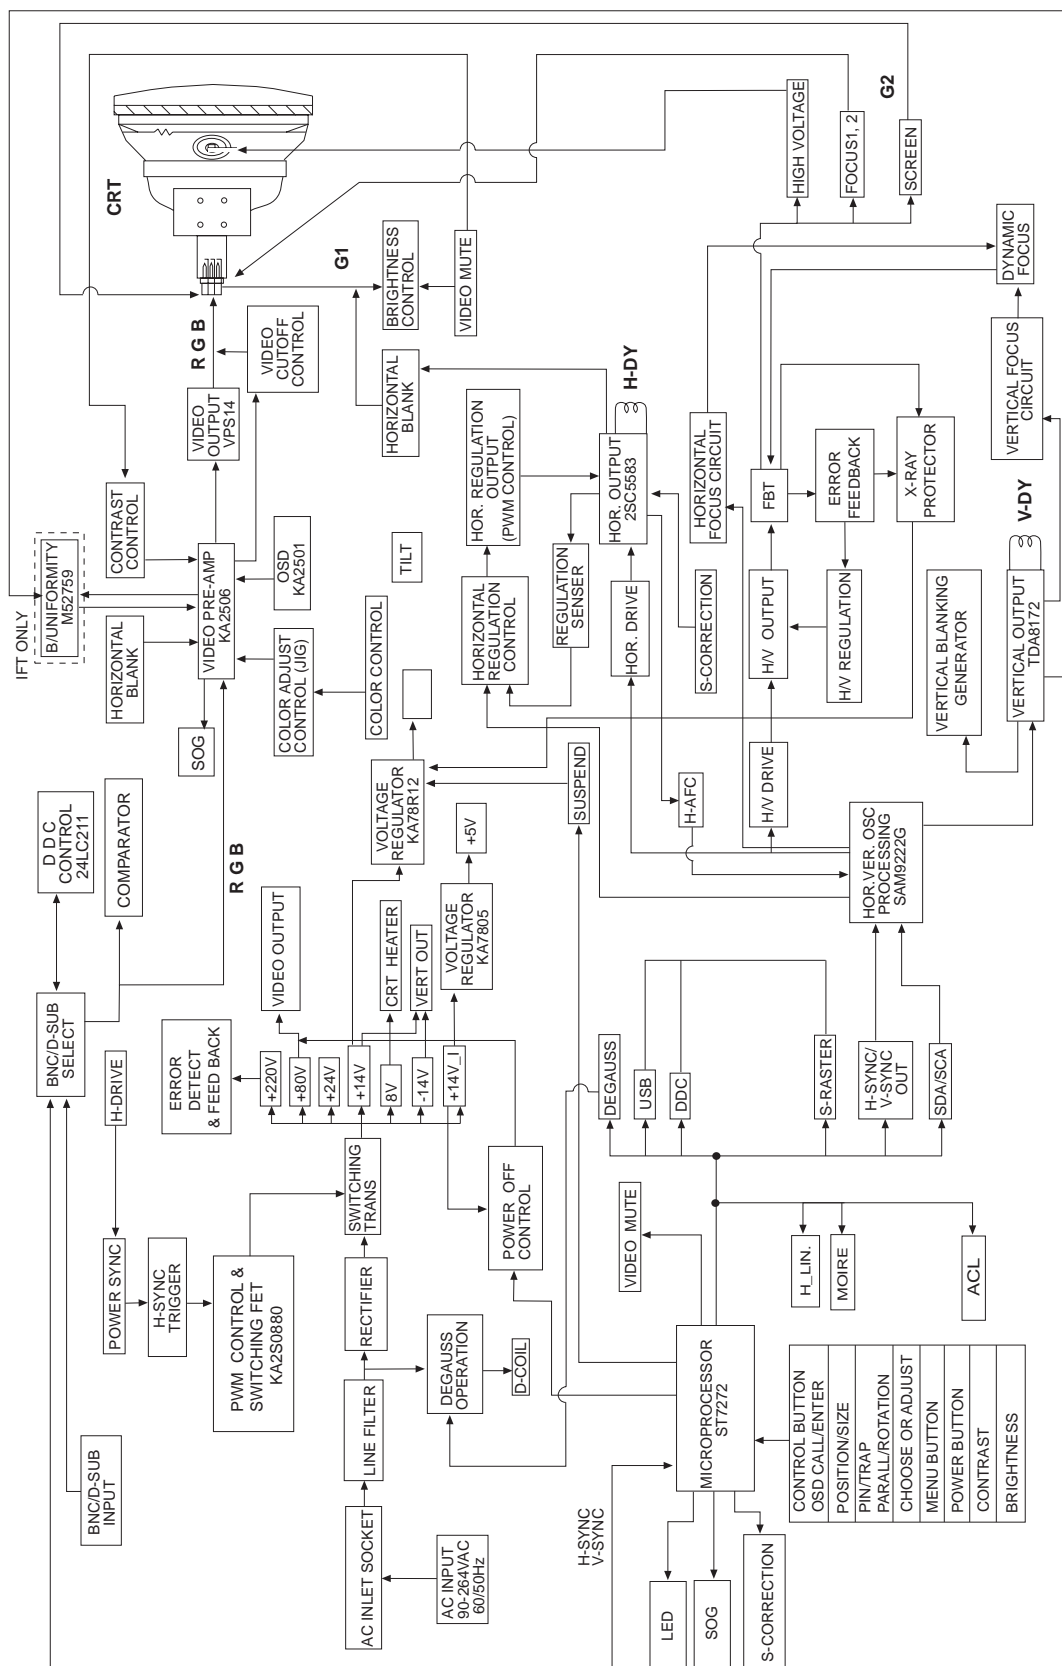 BNC/D-SUB
INPUT
BNC/D-SUB
SELECT
D D C
CONTROL
24LC211
COMPARATOR
R G B
H-DRIVE
POWER SYNC
H-SYNC
TRIGGER
PWM CONTROL &
SWITCHING FET
KA2S0880
ERROR
DETECT
& FEED BACK
IFT ONLY
B/UNIFORMITY
M52759
HORIZONTAL
BLANK
CONTRAST
CONTROL
SOG
VIDEO PRE-AMP
KA2506
COLOR ADJUST
CONTROL (JIG)
OSD
KA2501
COLOR CONTROL
TILT
VIDEO
OUTPUT
VPS14
R G B
VIDEO
CUTOFF
CONTROL
CRT
G1
BRIGHTNESS
CONTROL
HORIZONTAL
BLANK
VIDEO MUTE
AC INLET SOCKET
AC INPUT
90-264VAC
60/50Hz
LINE FILTER
RECTIFIER
SWITCHING
TRANS
DEGAUSS
OPERATION
D-COIL
POWER OFF
CONTROL
+220V
+80V
+24V
+14V
8V
-14V
+14V_I
VIDEO OUTPUT
CRT HEATER
VERT OUT
VOLTAGE
REGULATOR
KA7805
+5V
VOLTAGE
REGULATOR
KA78R12
SUSPEND
HORIZONTAL
REGULATION
CONTROL
HOR. REGULATION
OUTPUT
(PWM CONTROL)
REGULATION
SENSER
HOR. DRIVE
HOR. OUTPUT
2SC5583
H-DY
S-CORRECTION
HORIZONTAL
FOCUS CIRCUIT
H-AFC
H/V DRIVE
H/V OUTPUT
FBT
H/V REGULATION
ERROR
FEEDBACK
X-RAY
PROTECTOR
HIGH VOLTAGE
FOCUS1, 2
G2
SCREEN
DYNAMIC
FOCUS
VERTICAL FOCUS
CIRCUIT
VERTICAL BLANKING
GENERATOR
VERTICAL OUTPUT
TDA8172
V-DY
HOR.VER. OSC
PROCESSING
SAM9222G
DEGAUSS
USB
DDC
S-RASTER
H-SYNC/
V-SYNC
OUT
SDA/SCA
VIDEO MUTE
H_LIN.
MOIRE
ACL
MICROPROCESSOR
ST7272
H-SYNC
V-SYNC
LED
SOG
S-CORRECTION
CONTROL BUTTON
OSD CALL/ENTER
POSITION/SIZE
PIN/TRAP
PARALL/ROTATION
CHOOSE OR ADJUST
MENU BUTTON
POWER BUTTON
CONTRAST
BRIGHTNESS